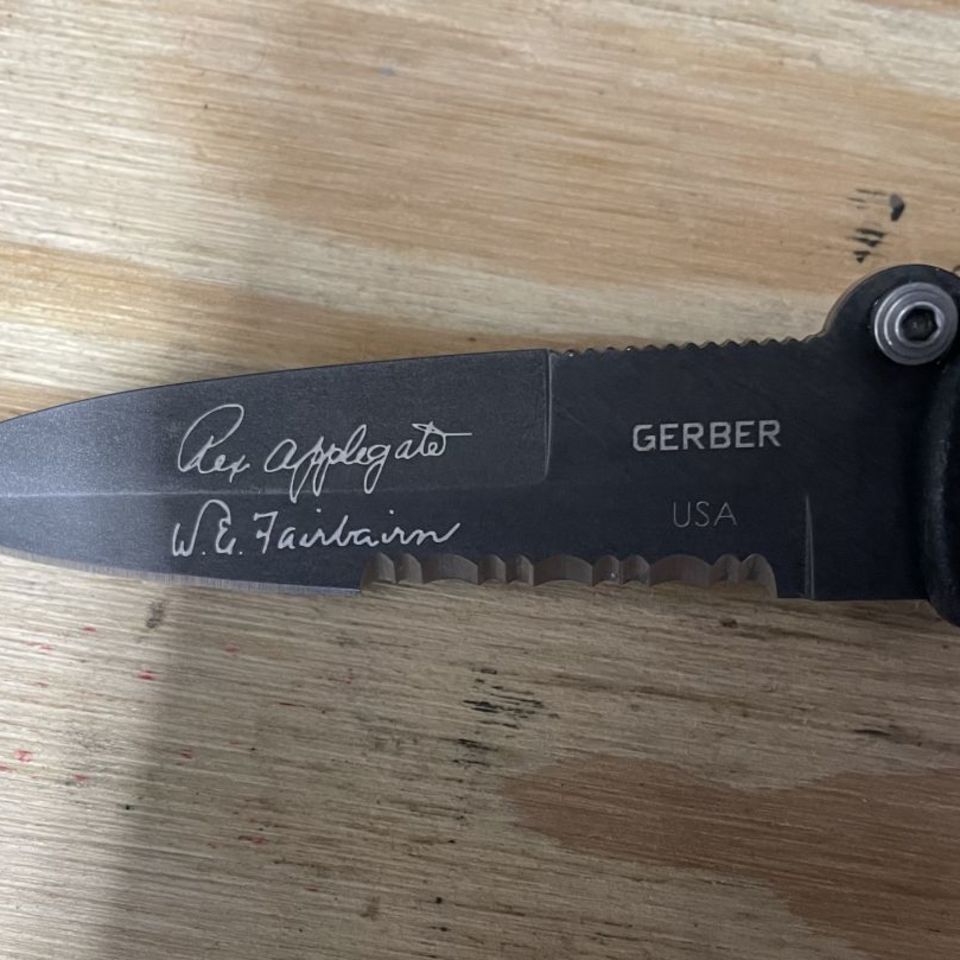 Rex Applegate
W.E. Fairbairn
GERBER
USA